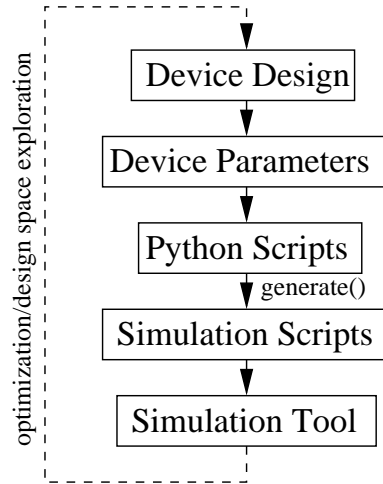 Device Design
Device Parameters
Python Scripts
generate()
Simulation Scripts
Simulation Tool
optimization/design space exploration